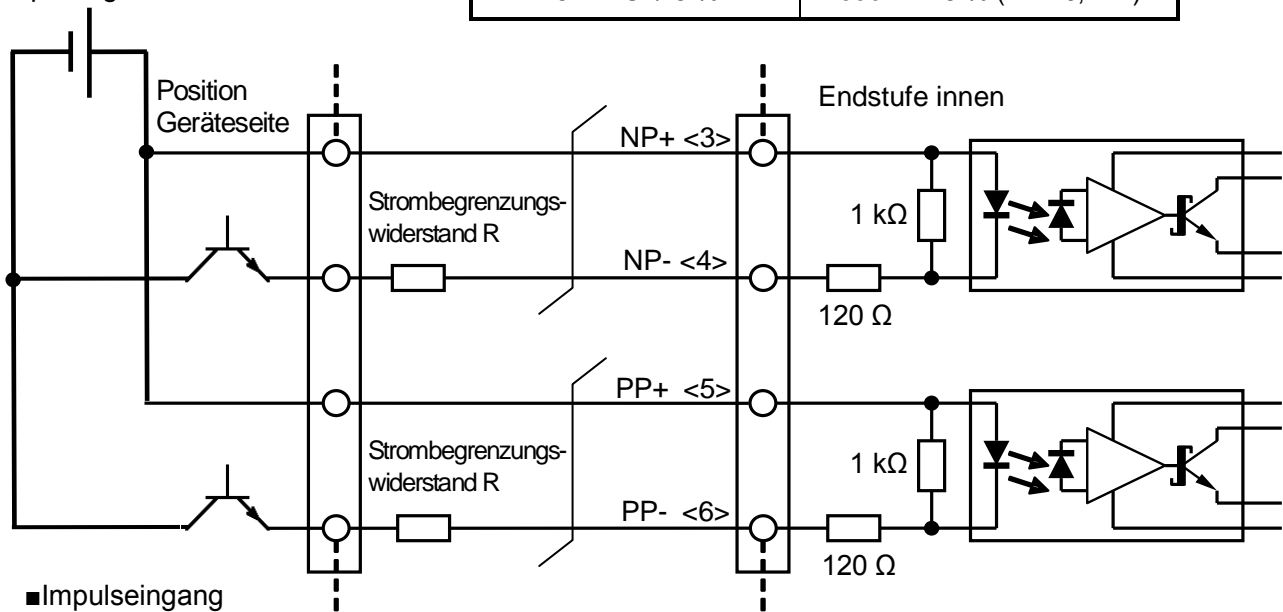 Position
Geräteseite
Endstufe innen
NP+ <3>
Strombegrenzungs-
widerstand R
1 kΩ
NP- <4>
120 Ω
PP+ <5>
Strombegrenzungs-
widerstand R
1 kΩ
PP- <6>
120 Ω
■Impulseingang